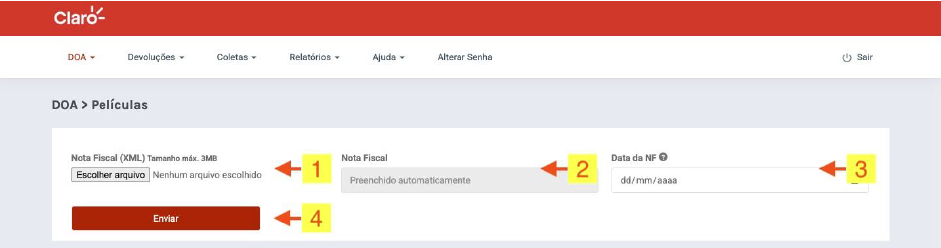 Claro
DOA Devoluções Coletas Relatórios Ajuda Alterar Senha Sair
DOA > Películas
Nota Fiscal (XML) Tamanho máx. 3MB
Escolher arquivo Nenhum arquivo escolhido
1
Nota Fiscal
Preenchido automaticamente
2
Data da NF ?
dd/mm/aaaa
3
Enviar
4